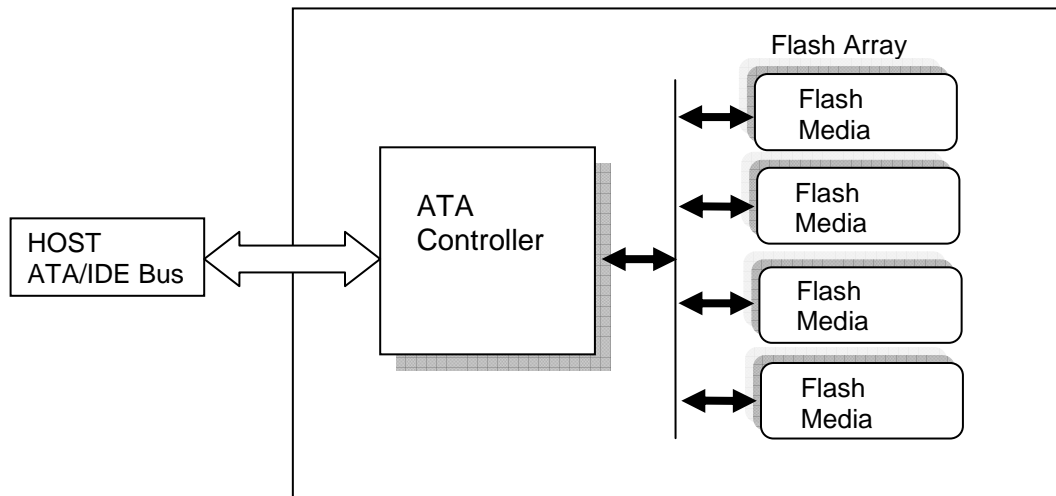 Flash Array
Flash
Media
Flash
Media
Flash
Media
Flash
Media
ATA
Controller
HOST
ATA/IDE Bus